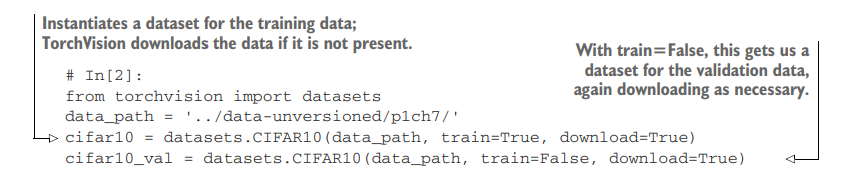 Instantiates a dataset for the training data;
TorchVision downloads the data if it is not present.
With train=False, this gets us a
dataset for the validation data,
again downloading as necessary.
# In[2]:
from torchvision import datasets
data_path = '../data-unversioned/p1ch7/'
cifar10 = datasets.CIFAR10(data_path, train=True, download=True)
cifar10_val = datasets.CIFAR10(data_path, train=False, download=True)